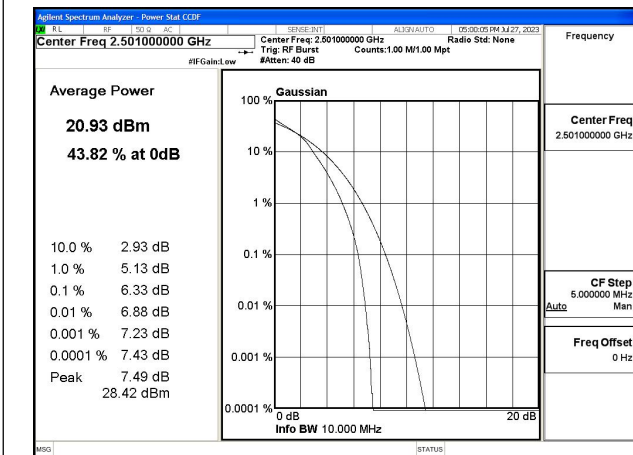 Agilent Spectrum Analyzer - Power Stat CCDF
RL RF 50 Ω AC SENSE:INT ALIGN AUTO 05:00:05 PM Jul 27, 2023
Center Freq 2.501000000 GHz
Center Freq: 2.501000000 GHz Radio Std: None
Trig: RF Burst Counts:1.00 M/1.00 Mpt
#IFGain:Low #Atten: 40 dB
Frequency
Average Power
20.93 dBm
43.82 % at 0dB
10.0 % 2.93 dB
1.0 % 5.13 dB
0.1 % 6.33 dB
0.01 % 6.88 dB
0.001 % 7.23 dB
0.0001 % 7.43 dB
Peak 7.49 dB
28.42 dBm
Gaussian
100 %
10 %
1 %
0.1 %
0.01 %
0.001 %
0.0001 %
0 dB 20 dB
Info BW 10.000 MHz
Center Freq
2.501000000 GHz
CF Step
5.000000 MHz
Auto Man
Freq Offset
0 Hz
MSG STATUS